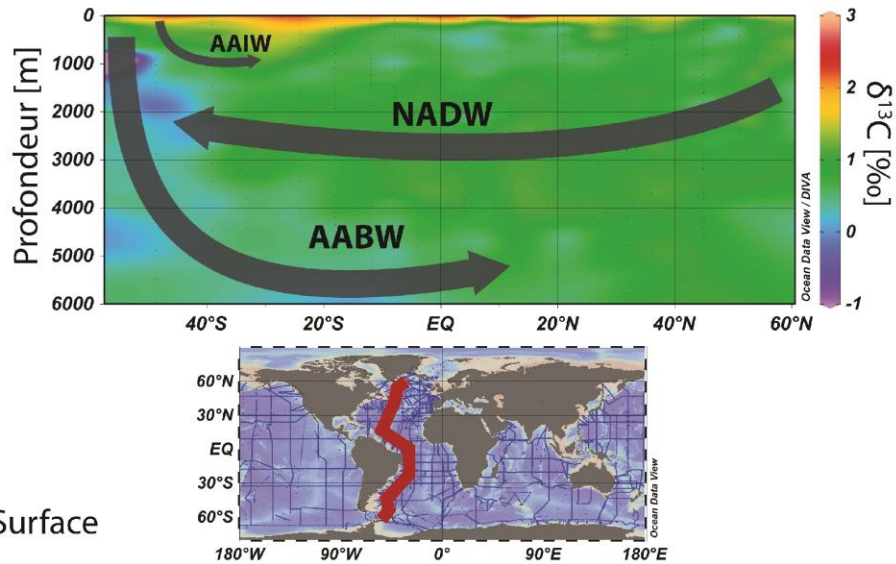 0
1000
2000
3000
4000
5000
6000
Profondeur [m]
AAIW
NADW
AABW
40°S 20°S EQ 20°N 40°N 60°N
Ocean Data View / DIVA
3
2
1
0
-1
δ¹³C [‰]
60°N
30°N
EQ
30°S
60°S
180°W 90°W 0° 90°E 180°E
Ocean Data View
Surface